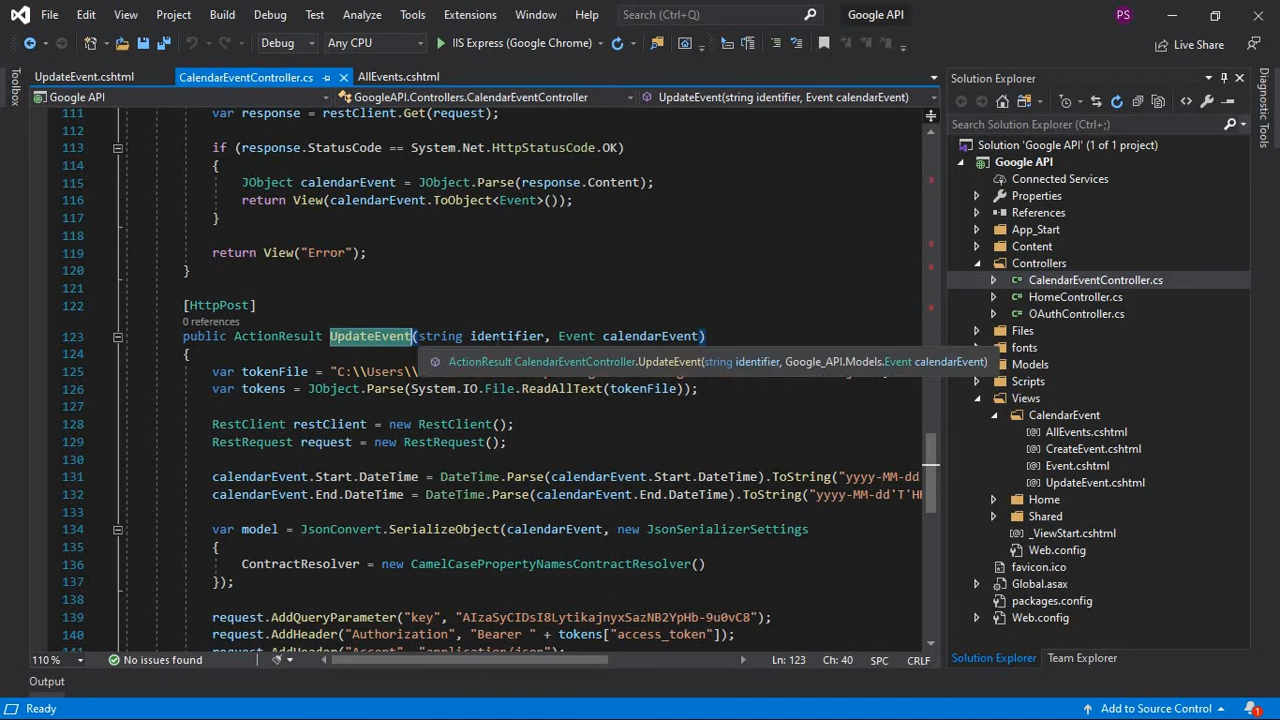 File Edit View Project Build Debug Test Analyze Tools Extensions Window Help Search (Ctrl+;) Google API PS
Debug Any CPU IIS Express (Google Chrome) Live Share
UpdateEvent.cshtml CalendarEventController.cs AllEvents.cshtml
Google API GoogleAPI.Controllers.CalendarEventController UpdateEvent(string identifier, Event calendarEvent)
111 var response = restClient.Get(request);
112
113 if (response.StatusCode == System.Net.HttpStatusCode.OK)
114 {
115 JObject calendarEvent = JObject.Parse(response.Content);
116 return View(calendarEvent.ToObject<Event>());
117 }
118
119 return View("Error");
120 }
121
122 [HttpPost]
0 references
123 public ActionResult UpdateEvent(string identifier, Event calendarEvent)
ActionResult CalendarEventController.UpdateEvent(string identifier, Google_API.Models.Event calendarEvent)
124 {
125 var tokenFile = "C:\\Users\\
126 var tokens = JObject.Parse(System.IO.File.ReadAllText(tokenFile));
127
128 RestClient restClient = new RestClient();
129 RestRequest request = new RestRequest();
130
131 calendarEvent.Start.DateTime = DateTime.Parse(calendarEvent.Start.DateTime).ToString("yyyy-MM-dd
132 calendarEvent.End.DateTime = DateTime.Parse(calendarEvent.End.DateTime).ToString("yyyy-MM-dd'T'HH
134 var model = JsonConvert.SerializeObject(calendarEvent, new JsonSerializerSettings
135 {
136 ContractResolver = new CamelCasePropertyNamesContractResolver()
137 });
138
139 request.AddQueryParameter("key", "AIzaSyCIDsI8LytikajnyxSazNB2YpHb-9u0vC8");
140 request.AddHeader("Authorization", "Bearer " + tokens["access_token"]);
141 request.AddHeader("Accept", "application/json");
110 % No issues found Ln: 123 Ch: 40 SPC CRLF
Output
Ready Add to Source Control 1
Toolbox
Solution Explorer
Search Solution Explorer (Ctrl+;)
Solution 'Google API' (1 of 1 project)
Google API
Connected Services
Properties
References
App_Start
Content
Controllers
CalendarEventController.cs
HomeController.cs
OAuthController.cs
Files
fonts
Models
Scripts
Views
CalendarEvent
AllEvents.cshtml
CreateEvent.cshtml
Event.cshtml
UpdateEvent.cshtml
Home
Shared
_ViewStart.cshtml
Web.config
favicon.ico
Global.asax
packages.config
Web.config
Solution Explorer Team Explorer
Diagnostic Tools